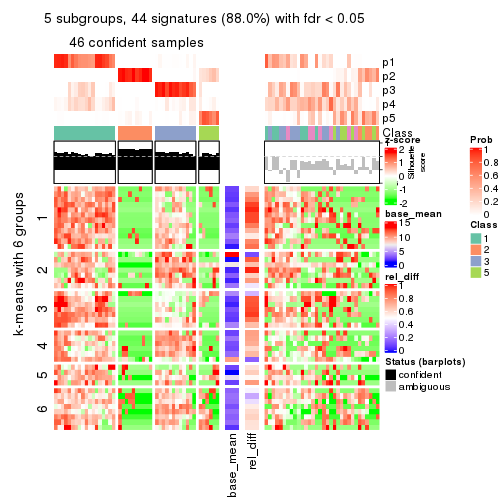 5 subgroups, 44 signatures (88.0%) with fdr < 0.05
46 confident samples
p1
p2
p3
p4
p5
Class
1
Silhouette
score
k-means with 6 groups
1
2
3
4
5
6
base_mean
rel_diff
z-score
2
1
0
-1
-2
base_mean
15
10
5
0
rel_diff
1
0.8
0.6
0.4
0.2
0
Prob
1
0.8
0.6
0.4
0.2
0
Class
1
2
3
5
Status (barplots)
confident
ambiguous